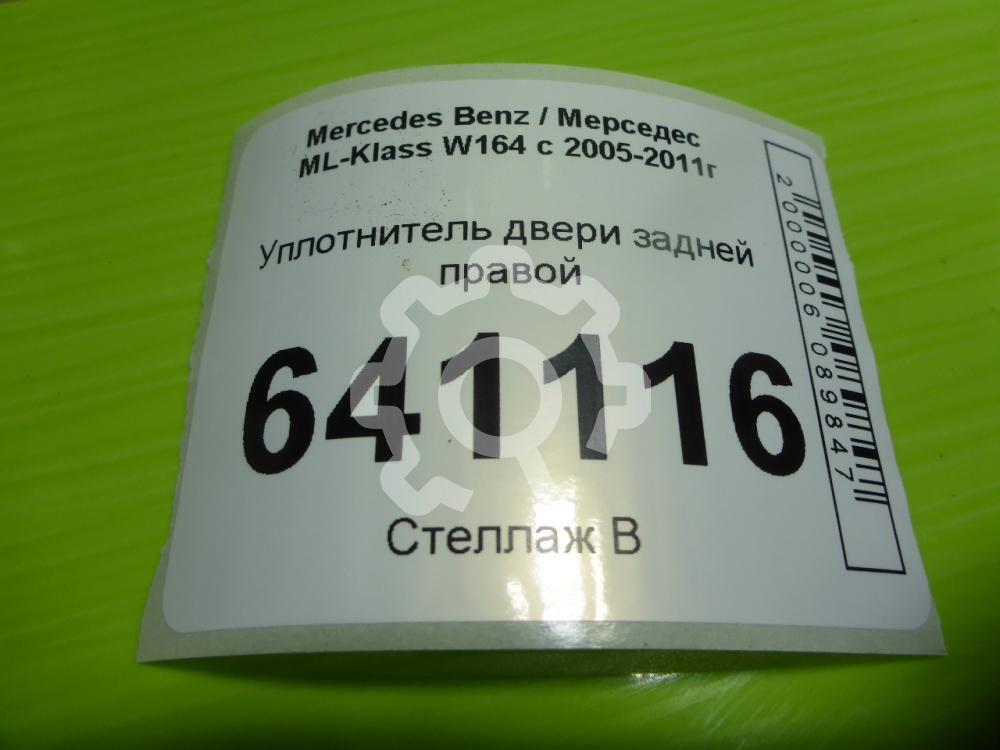 Mercedes Benz / Мерседес
ML-Klass W164 с 2005-2011г
Уплотнитель двери задней
правой
641116
Стеллаж В
2000006089847